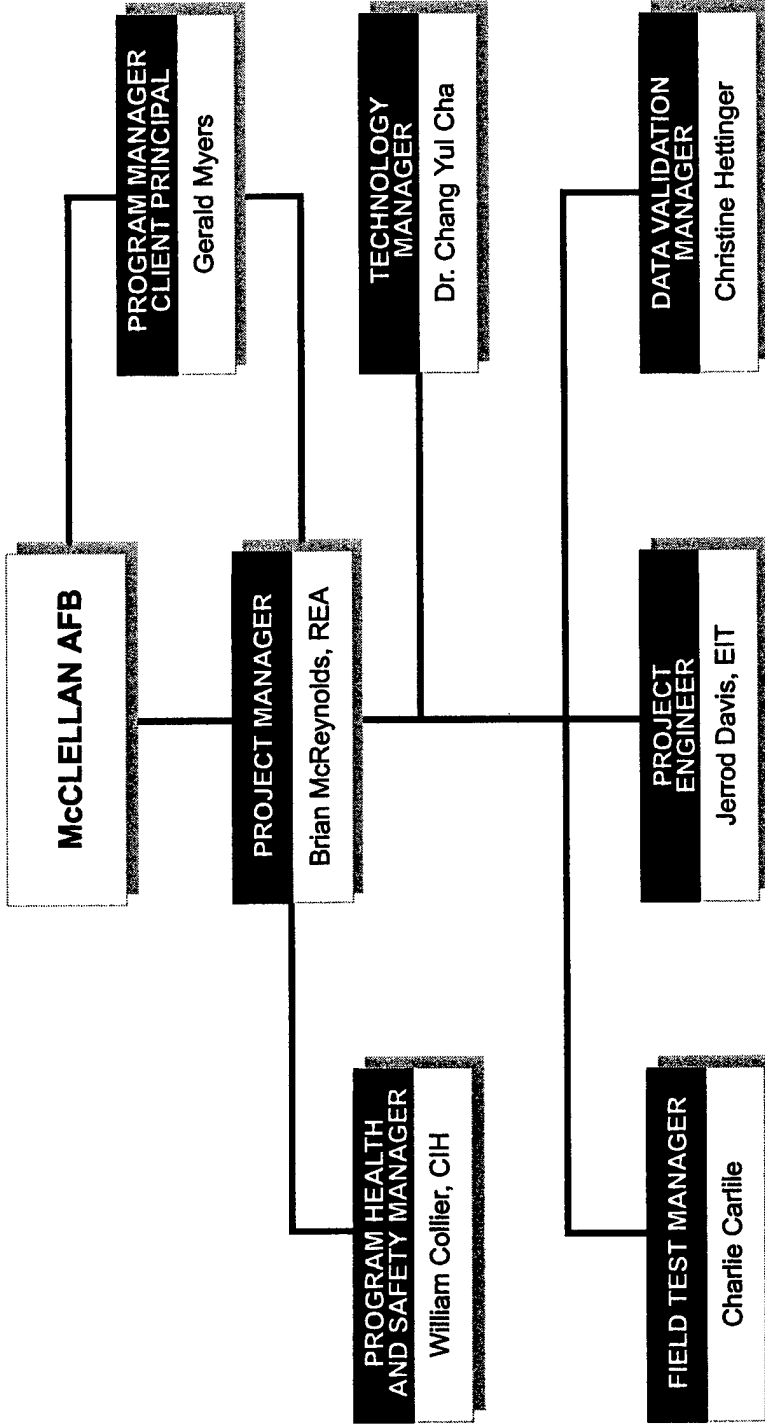 McCLELLAN AFB
PROGRAM MANAGER
CLIENT PRINCIPAL
Gerald Myers
PROJECT MANAGER
Brian McReynolds, REA
PROGRAM HEALTH
AND SAFETY MANAGER
William Collier, CIH
TECHNOLOGY
MANAGER
Dr. Chang Yul Cha
FIELD TEST MANAGER
Charlie Carlile
PROJECT
ENGINEER
Jerrod Davis, EIT
DATA VALIDATION
MANAGER
Christine Hettinger